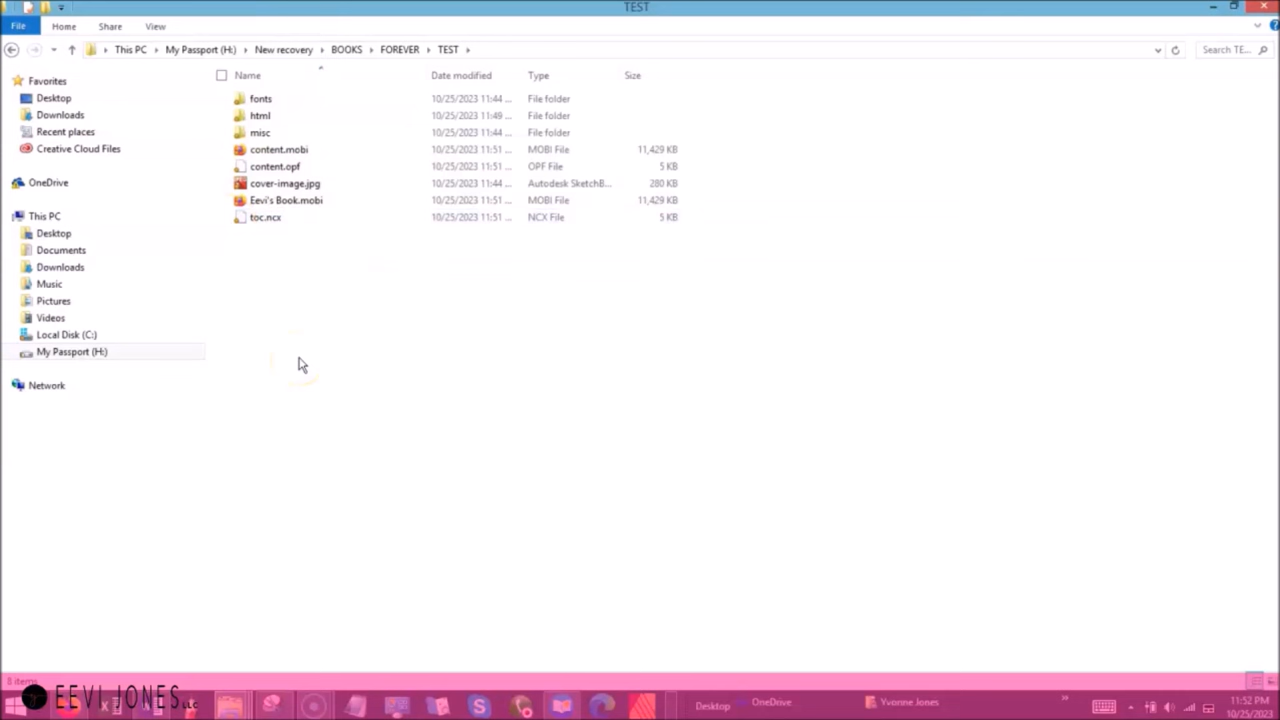 TEST
File Home Share View
This PC My Passport (H:) New recovery BOOKS FOREVER TEST Search TE...
Name Date modified Type Size
Favorites
Desktop
Downloads
Recent places
Creative Cloud Files
OneDrive
This PC
Desktop
Documents
Downloads
Music
Pictures
Videos
Local Disk (C:)
My Passport (H:)
Network
fonts 10/25/2023 11:44 ... File folder
html 10/25/2023 11:49 ... File folder
misc 10/25/2023 11:44 ... File folder
content.mobi 10/25/2023 11:51 ... MOBI File 11,429 KB
content.opf 10/25/2023 11:51 ... OPF File 5 KB
cover-image.jpg 10/25/2023 11:44 ... Autodesk SketchB... 280 KB
Eevi's Book.mobi 10/25/2023 11:51 ... MOBI File 11,429 KB
toc.ncx 10/25/2023 11:51 ... NCX File 5 KB
8 items
EEVI JONES LLC
Desktop OneDrive Yvonne Jones
11:52 PM
10/25/2023